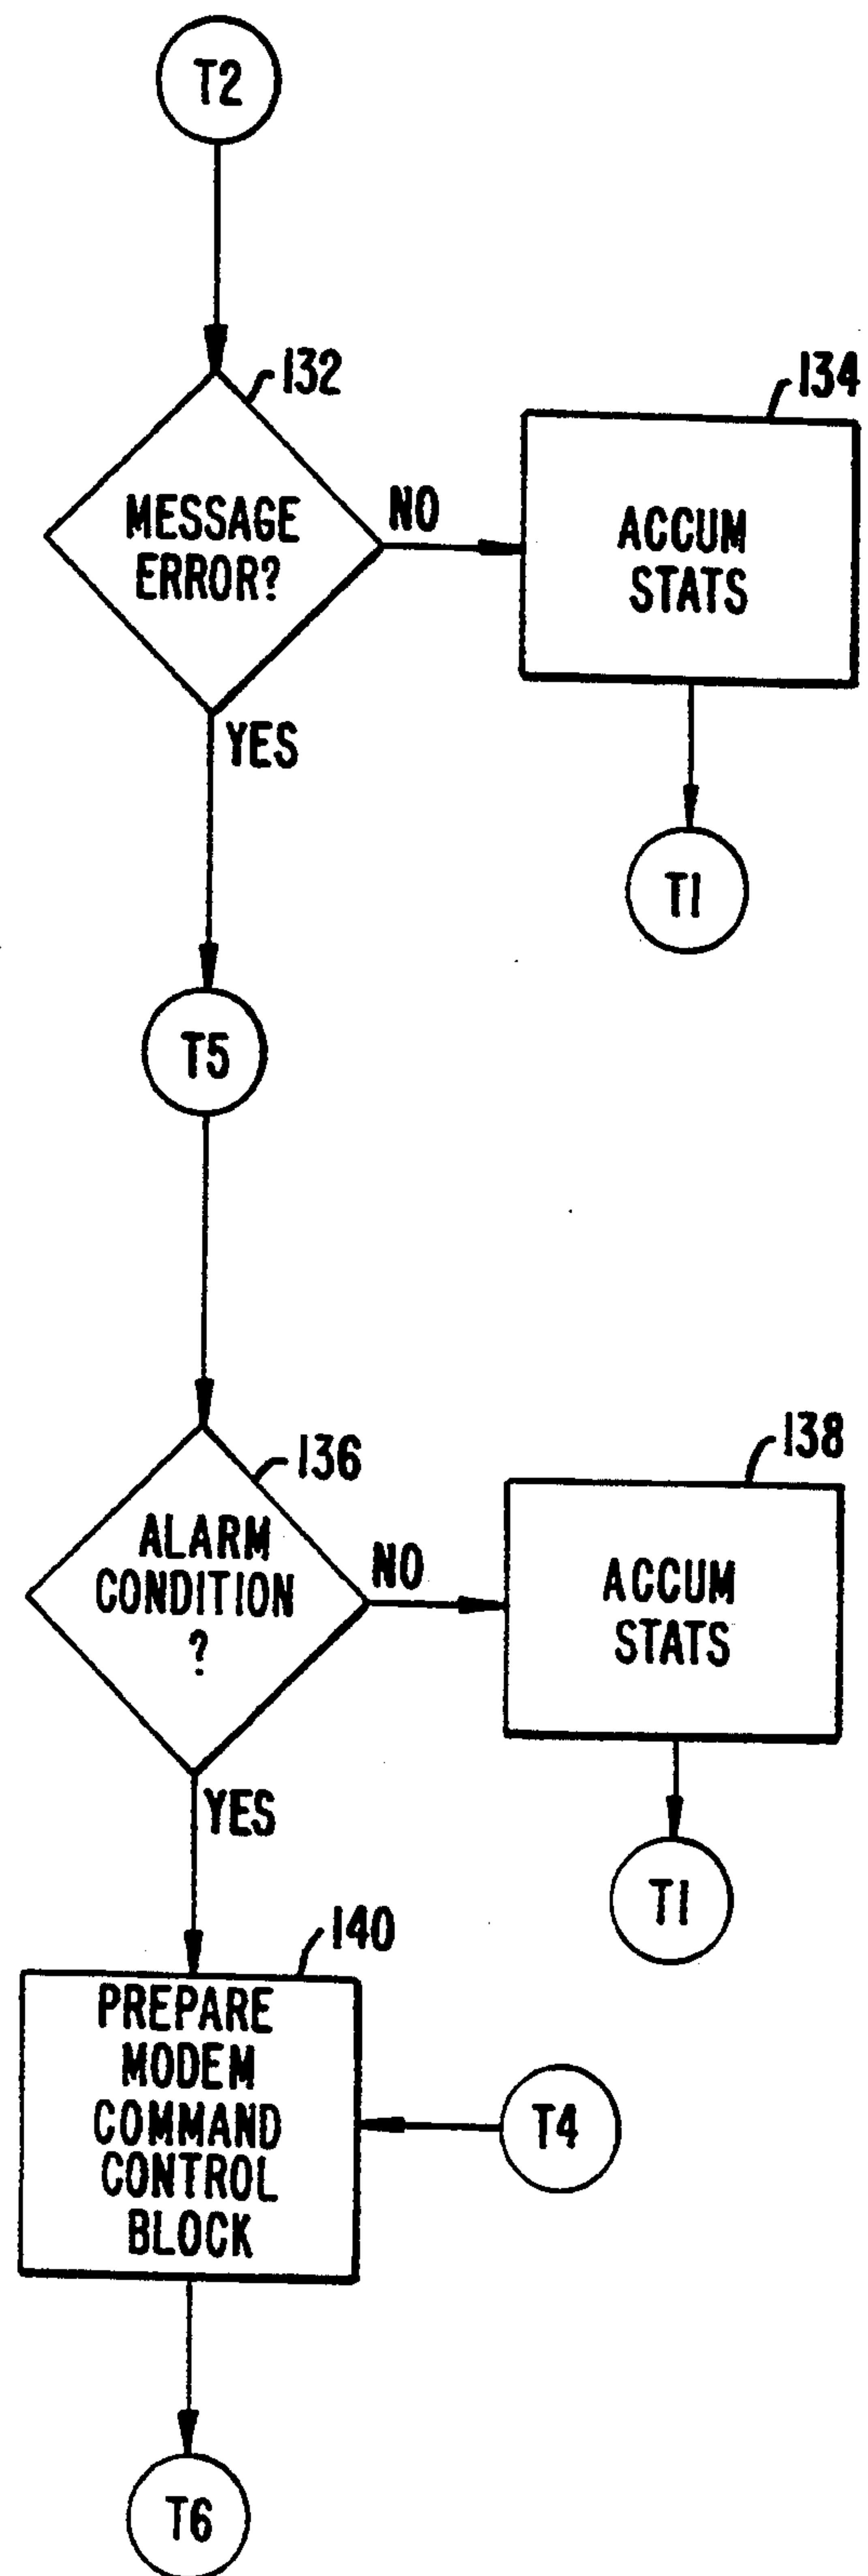 T2
132
MESSAGE
ERROR?
NO
134
ACCUM
STATS
YES
T1
T5
136
ALARM
CONDITION
?
NO
138
ACCUM
STATS
YES
T1
140
PREPARE
MODEM
COMMAND
CONTROL
BLOCK
T4
T6